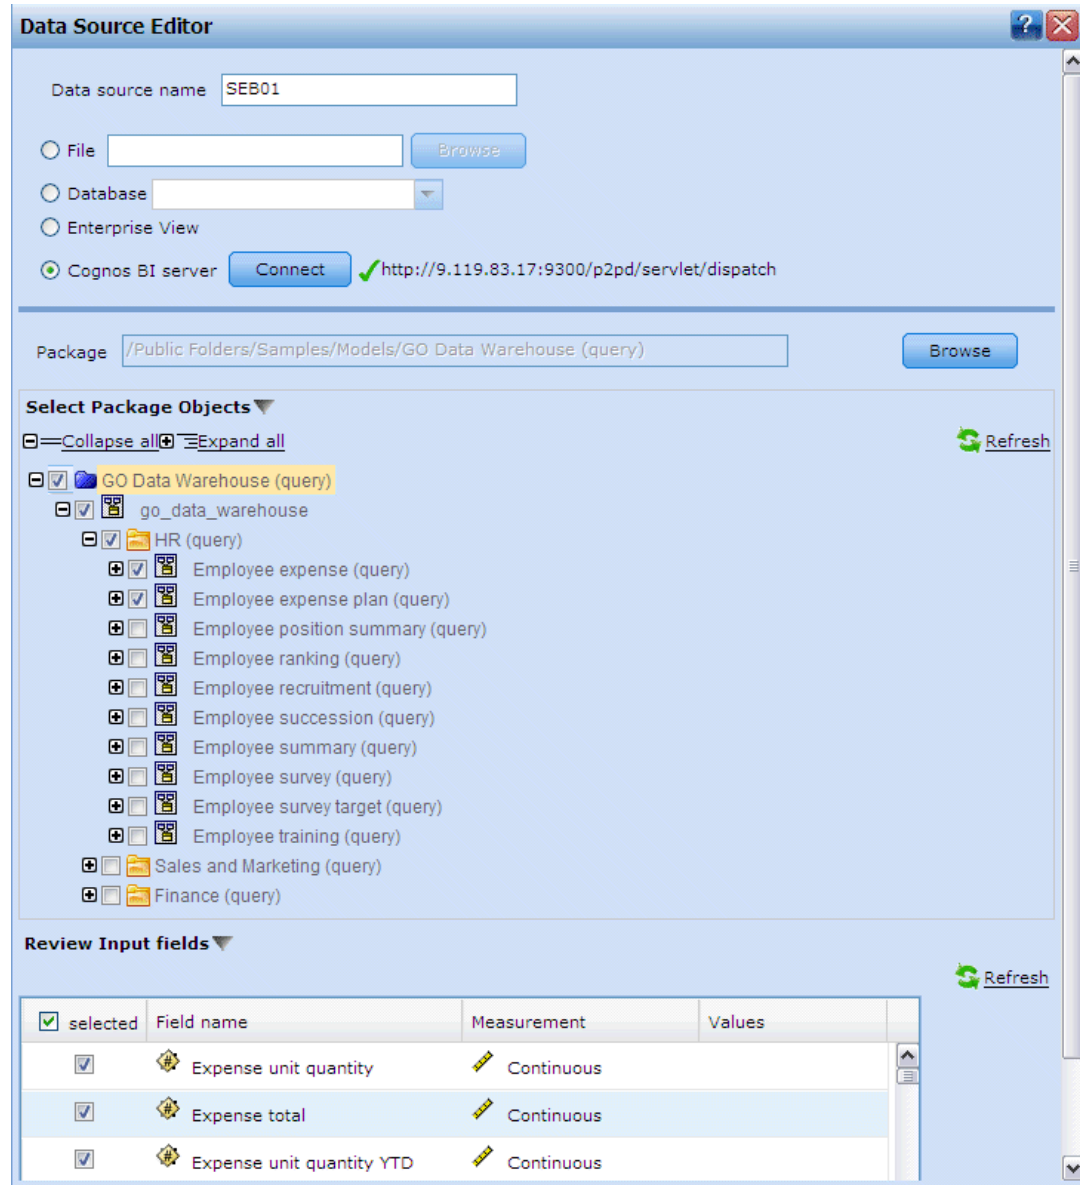 Data Source Editor ?
Data source name SEB01
File Browse
Database
Enterprise View
Cognos BI server Connect http://9.119.83.17:9300/p2pd/servlet/dispatch
Package /Public Folders/Samples/Models/GO Data Warehouse (query) Browse
Select Package Objects
Collapse all Expand all Refresh
GO Data Warehouse (query)
go_data_warehouse
HR (query)
Employee expense (query)
Employee expense plan (query)
Employee position summary (query)
Employee ranking (query)
Employee recruitment (query)
Employee succession (query)
Employee summary (query)
Employee survey (query)
Employee survey target (query)
Employee training (query)
Sales and Marketing (query)
Finance (query)
Review Input fields
Refresh
selected Field name Measurement Values
# Expense unit quantity Continuous
# Expense total Continuous
# Expense unit quantity YTD Continuous